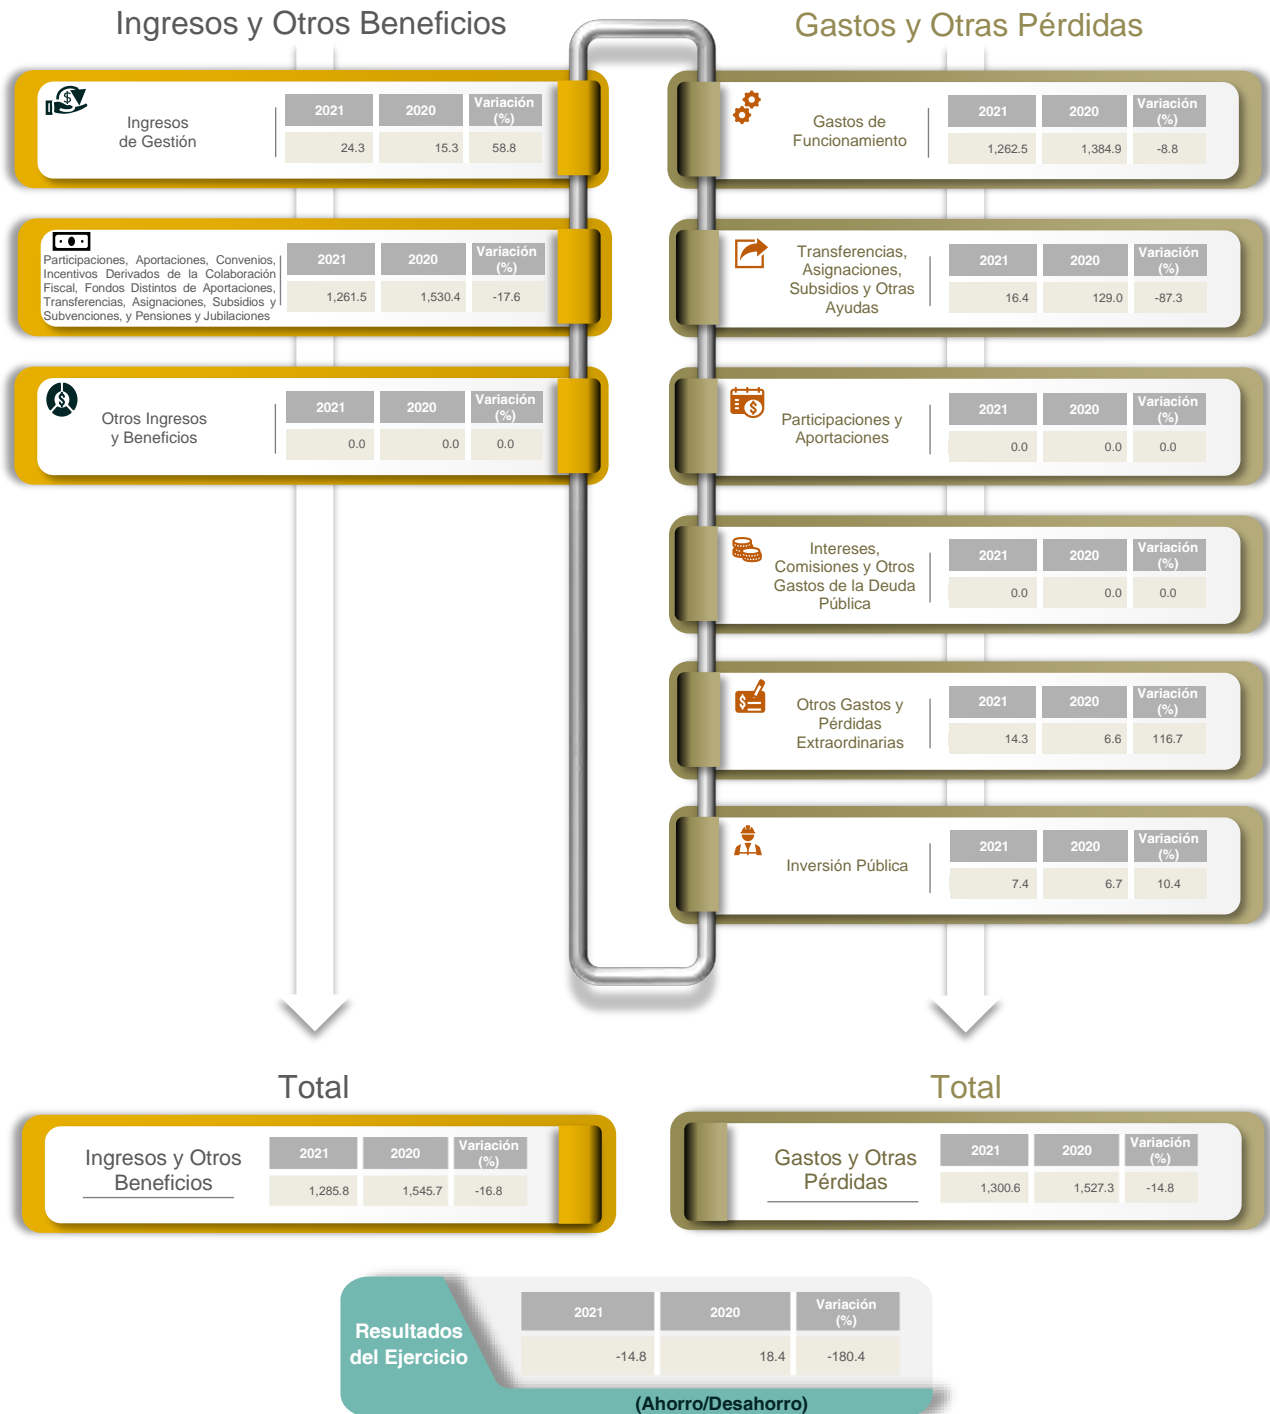 Ingresos y Otros Beneficios
Ingresos
de Gestión
2021 2020 Variación
(%)
24.3 15.3 58.8
Participaciones, Aportaciones, Convenios,
Incentivos Derivados de la Colaboración
Fiscal, Fondos Distintos de Aportaciones,
Transferencias, Asignaciones, Subsidios y
Subvenciones, y Pensiones y Jubilaciones
2021 2020 Variación
(%)
1,261.5 1,530.4 -17.6
Otros Ingresos
y Beneficios
2021 2020 Variación
(%)
0.0 0.0 0.0
Gastos y Otras Pérdidas
Gastos de
Funcionamiento
2021 2020 Variación
(%)
1,262.5 1,384.9 -8.8
Transferencias,
Asignaciones,
Subsidios y Otras
Ayudas
2021 2020 Variación
(%)
16.4 129.0 -87.3
Participaciones y
Aportaciones
2021 2020 Variación
(%)
0.0 0.0 0.0
Intereses,
Comisiones y Otros
Gastos de la Deuda
Pública
2021 2020 Variación
(%)
0.0 0.0 0.0
Otros Gastos y
Pérdidas
Extraordinarias
2021 2020 Variación
(%)
14.3 6.6 116.7
Inversión Pública
2021 2020 Variación
(%)
7.4 6.7 10.4
Total
Ingresos y Otros
Beneficios
2021 2020 Variación
(%)
1,285.8 1,545.7 -16.8
Total
Gastos y Otras
Pérdidas
2021 2020 Variación
(%)
1,300.6 1,527.3 -14.8
Resultados
del Ejercicio
2021 2020 Variación
(%)
-14.8 18.4 -180.4
(Ahorro/Desahorro)